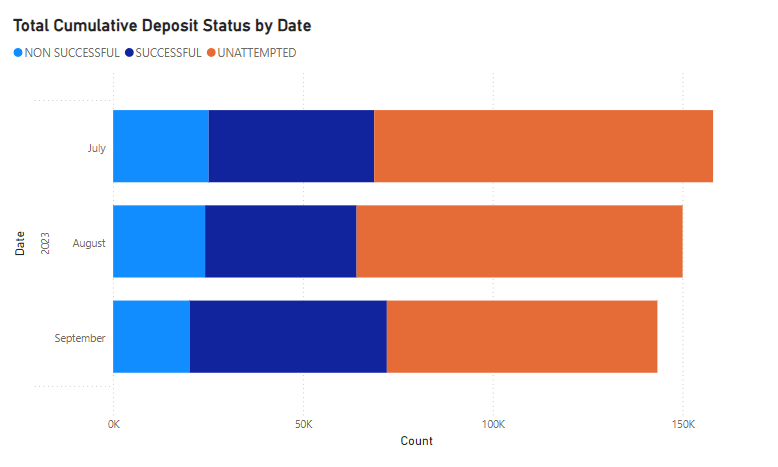 Total Cumulative Deposit Status by Date
NON SUCCESSFUL SUCCESSFUL UNATTEMPTED
July
August
September
2023
Date
0K 50K 100K 150K
Count